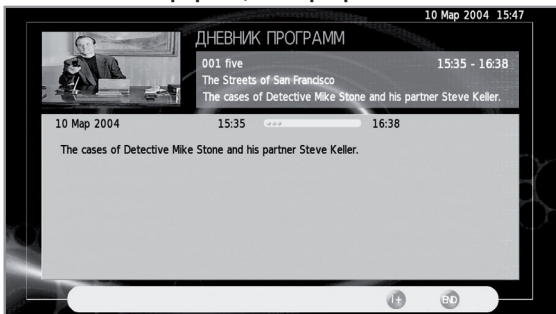 10 Мар 2004 15:47
ДНЕВНИК ПРОГРАММ
001 five 15:35 - 16:38
The Streets of San Francisco
The cases of Detective Mike Stone and his partner Steve Keller.
10 Мар 2004 15:35 16:38
The cases of Detective Mike Stone and his partner Steve Keller.
i+ END